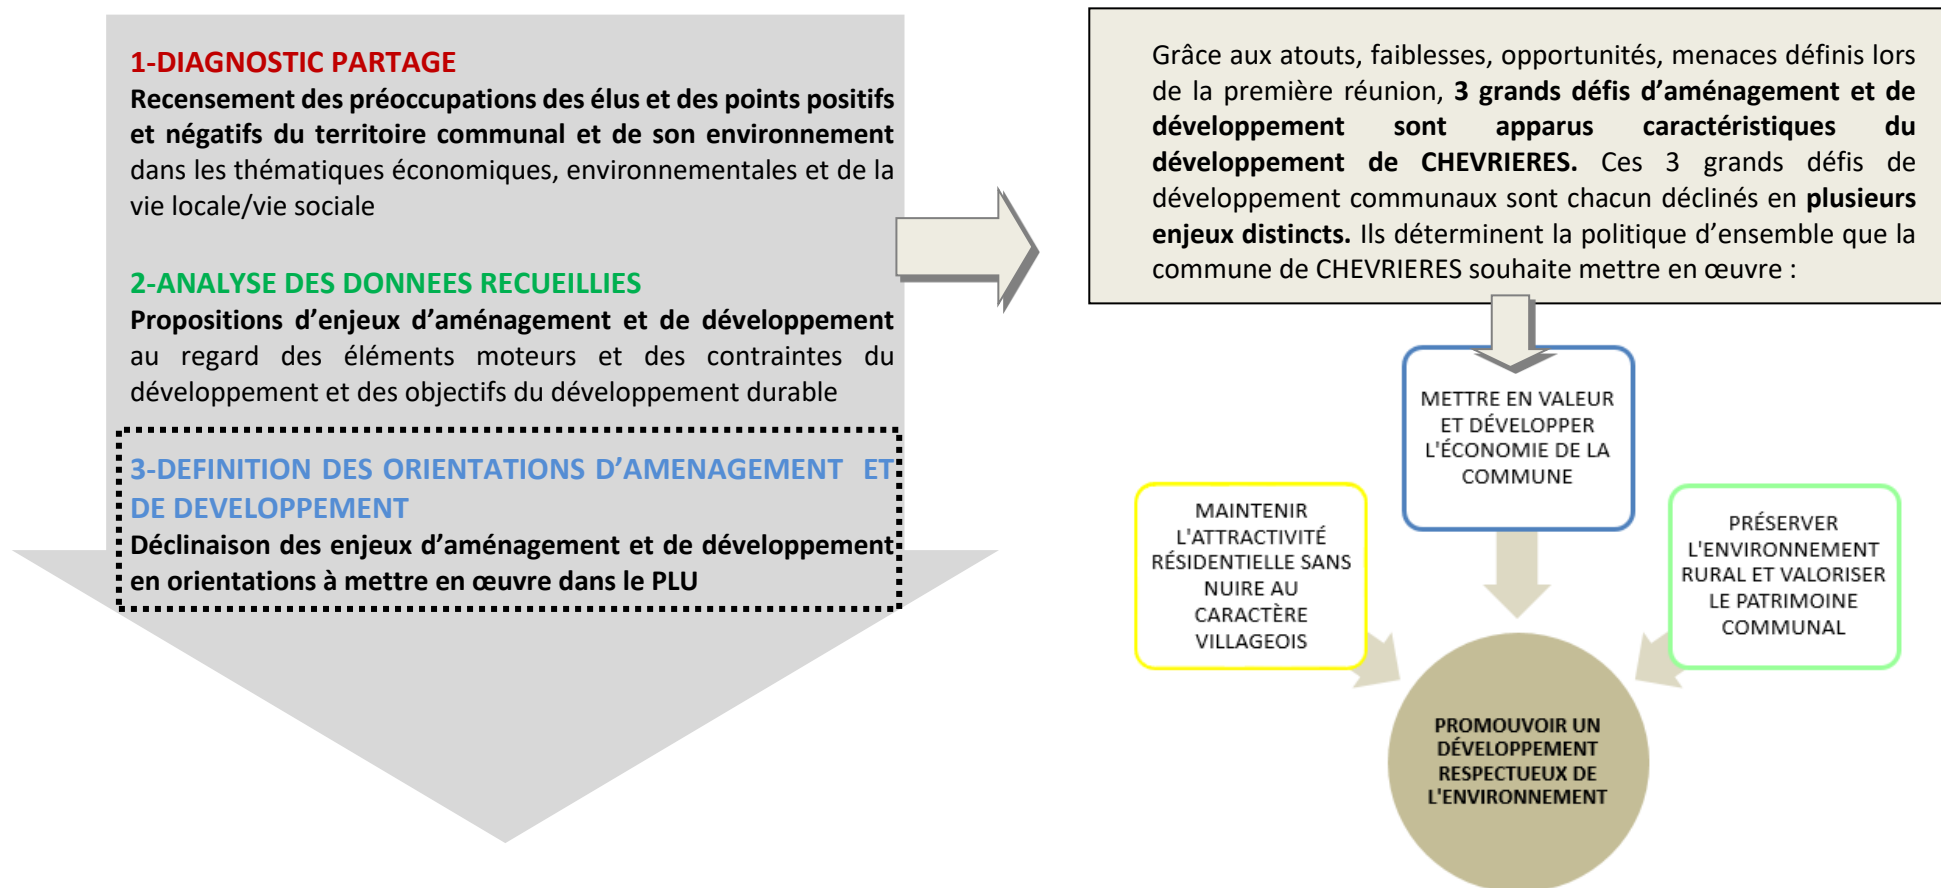 1-DIAGNOSTIC PARTAGE
Recensement des préoccupations des élus et des points positifs
et négatifs du territoire communal et de son environnement
dans les thématiques économiques, environnementales et de la
vie locale/vie sociale
2-ANALYSE DES DONNEES RECUEILLIES
Propositions d’enjeux d’aménagement et de développement
au regard des éléments moteurs et des contraintes du
développement et des objectifs du développement durable
3-DEFINITION DES ORIENTATIONS D’AMENAGEMENT ET
DE DEVELOPPEMENT
Déclinaison des enjeux d’aménagement et de développement
en orientations à mettre en œuvre dans le PLU
Grâce aux atouts, faiblesses, opportunités, menaces définis lors
de la première réunion, 3 grands défis d’aménagement et de
développement sont apparus caractéristiques du
développement de CHEVRIERES. Ces 3 grands défis de
développement communaux sont chacun déclinés en plusieurs
enjeux distincts. Ils déterminent la politique d’ensemble que la
commune de CHEVRIERES souhaite mettre en œuvre :
METTRE EN VALEUR
ET DÉVELOPPER
L'ÉCONOMIE DE LA
COMMUNE
MAINTENIR
L'ATTRACTIVITÉ
RÉSIDENTIELLE SANS
NUIRE AU
CARACTÈRE
VILLAGEOIS
PRÉSERVER
L'ENVIRONNEMENT
RURAL ET VALORISER
LE PATRIMOINE
COMMUNAL
PROMOUVOIR UN
DÉVELOPPEMENT
RESPECTUEUX DE
L'ENVIRONNEMENT